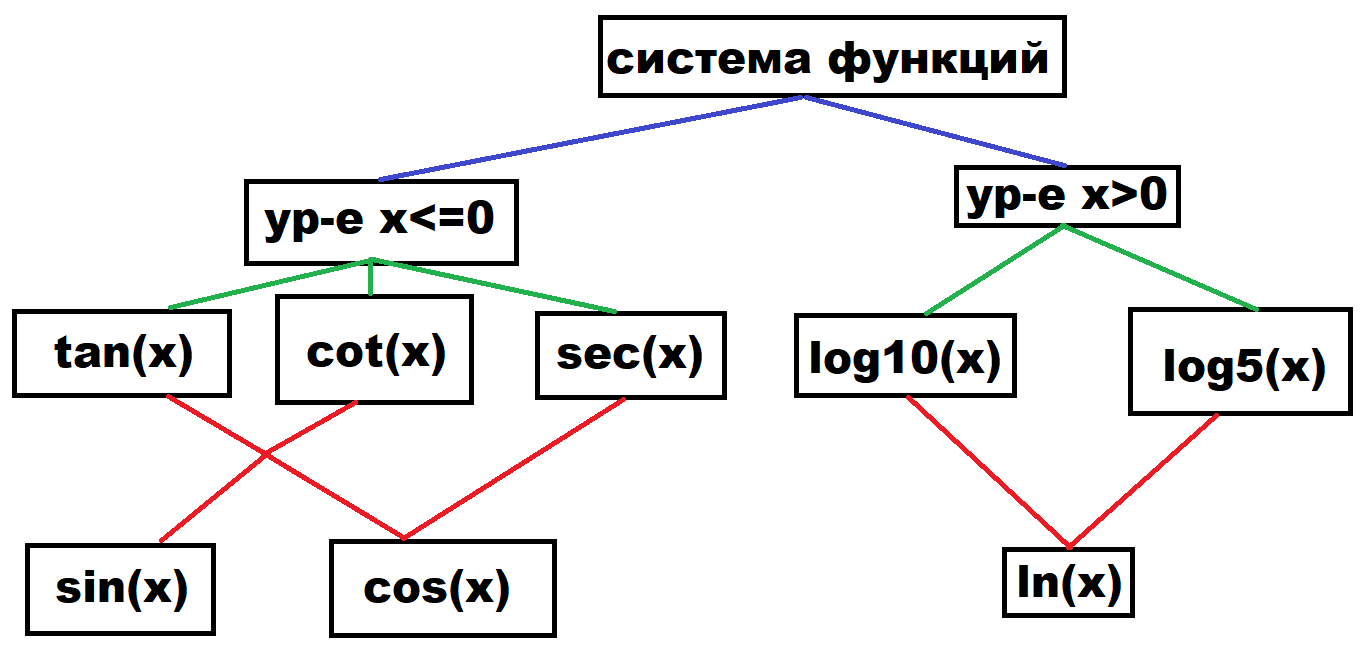 система функций
ур-е x<=0
ур-е x>0
tan(x)
cot(x)
sec(x)
log10(x)
log5(x)
sin(x)
cos(x)
ln(x)